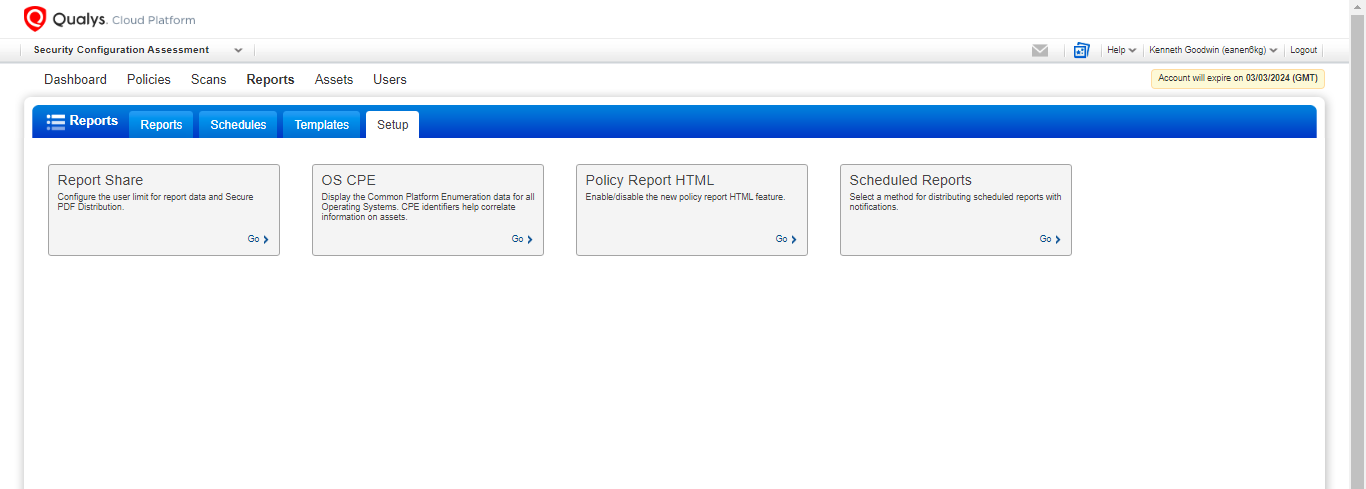 Qualys. Cloud Platform
Security Configuration Assessment
Help
Kenneth Goodwin (eanen6kg)
Logout
Dashboard
Policies
Scans
Reports
Assets
Users
Account will expire on 03/03/2024 (GMT)
Reports
Reports
Schedules
Templates
Setup
Report Share
Configure the user limit for report data and Secure
PDF Distribution.
Go
OS CPE
Display the Common Platform Enumeration data for all
Operating Systems. CPE identifiers help correlate
information on assets.
Go
Policy Report HTML
Enable/disable the new policy report HTML feature.
Go
Scheduled Reports
Select a method for distributing scheduled reports with
notifications.
Go